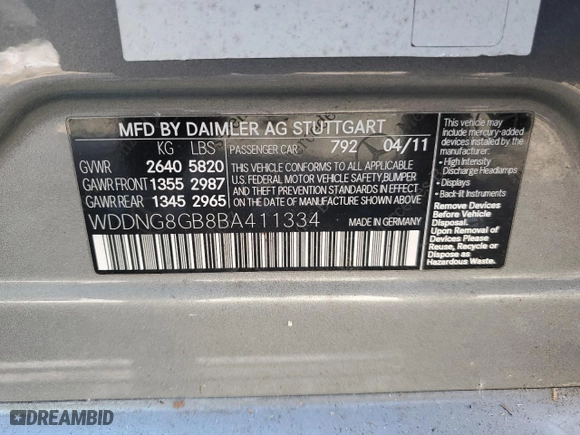 MFD BY DAIMLER AG STUTTGART
KG LBS PASSENGER CAR 792 04/11
GVWR 2640 5820
GAWR FRONT 1355 2987
GAWR REAR 1345 2965
THIS VEHICLE CONFORMS TO ALL APPLICABLE
U.S. FEDERAL MOTOR VEHICLE SAFETY,BUMPER
AND THEFT PREVENTION STANDARDS IN EFFECT
ON THE DATE OF MANUFACTURE SHOWN ABOVE.
WDDNG8GB8BA411334 MADE IN GERMANY
This vehicle may
contain mercury-added
devices installed by
the manufacturer:
• High Intensity
Discharge Headlamps
• Displays
• Back-lit Instruments
Remove Devices
Before Vehicle
Disposal.
Upon Removal of
Devices Please
Reuse, Recycle or
Dispose as
Hazardous Waste.
DREAMBID